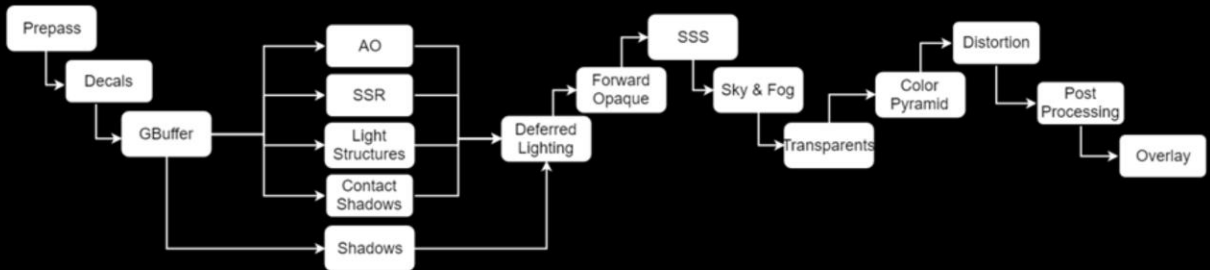 Prepass
Decals
GBuffer
AO
SSR
Light
Structures
Contact
Shadows
Shadows
Deferred
Lighting
Forward
Opaque
SSS
Sky & Fog
Transparents
Color
Pyramid
Distortion
Post
Processing
Overlay